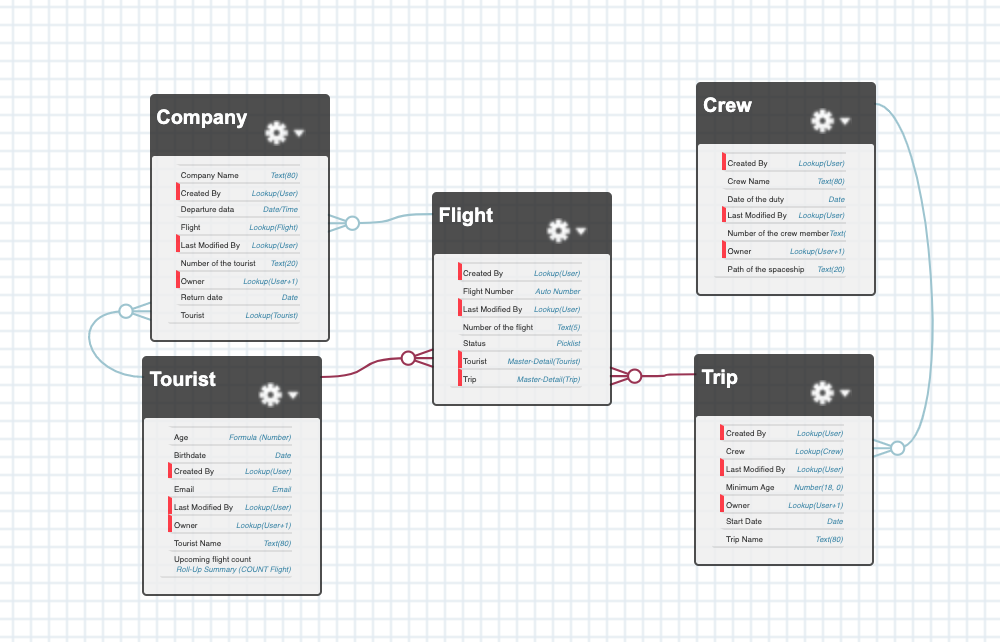 Company
Company Name Text(80)
Created By Lookup(User)
Departure data Date/Time
Flight Lookup(Flight)
Last Modified By Lookup(User)
Number of the tourist Text(20)
Owner Lookup(User+1)
Return date Date
Tourist Lookup(Tourist)
Tourist
Age Formula (Number)
Birthdate Date
Created By Lookup(User)
Email Email
Last Modified By Lookup(User)
Owner Lookup(User+1)
Tourist Name Text(80)
Upcoming flight count
Roll-Up Summary (COUNT Flight)
Flight
Created By Lookup(User)
Flight Number Auto Number
Last Modified By Lookup(User)
Number of the flight Text(5)
Status Picklist
Tourist Master-Detail(Tourist)
Trip Master-Detail(Trip)
Crew
Created By Lookup(User)
Crew Name Text(80)
Date of the duty Date
Last Modified By Lookup(User)
Number of the crew member Text(
Owner Lookup(User+1)
Path of the spaceship Text(20)
Trip
Created By Lookup(User)
Crew Lookup(Crew)
Last Modified By Lookup(User)
Minimum Age Number(18, 0)
Owner Lookup(User+1)
Start Date Date
Trip Name Text(80)